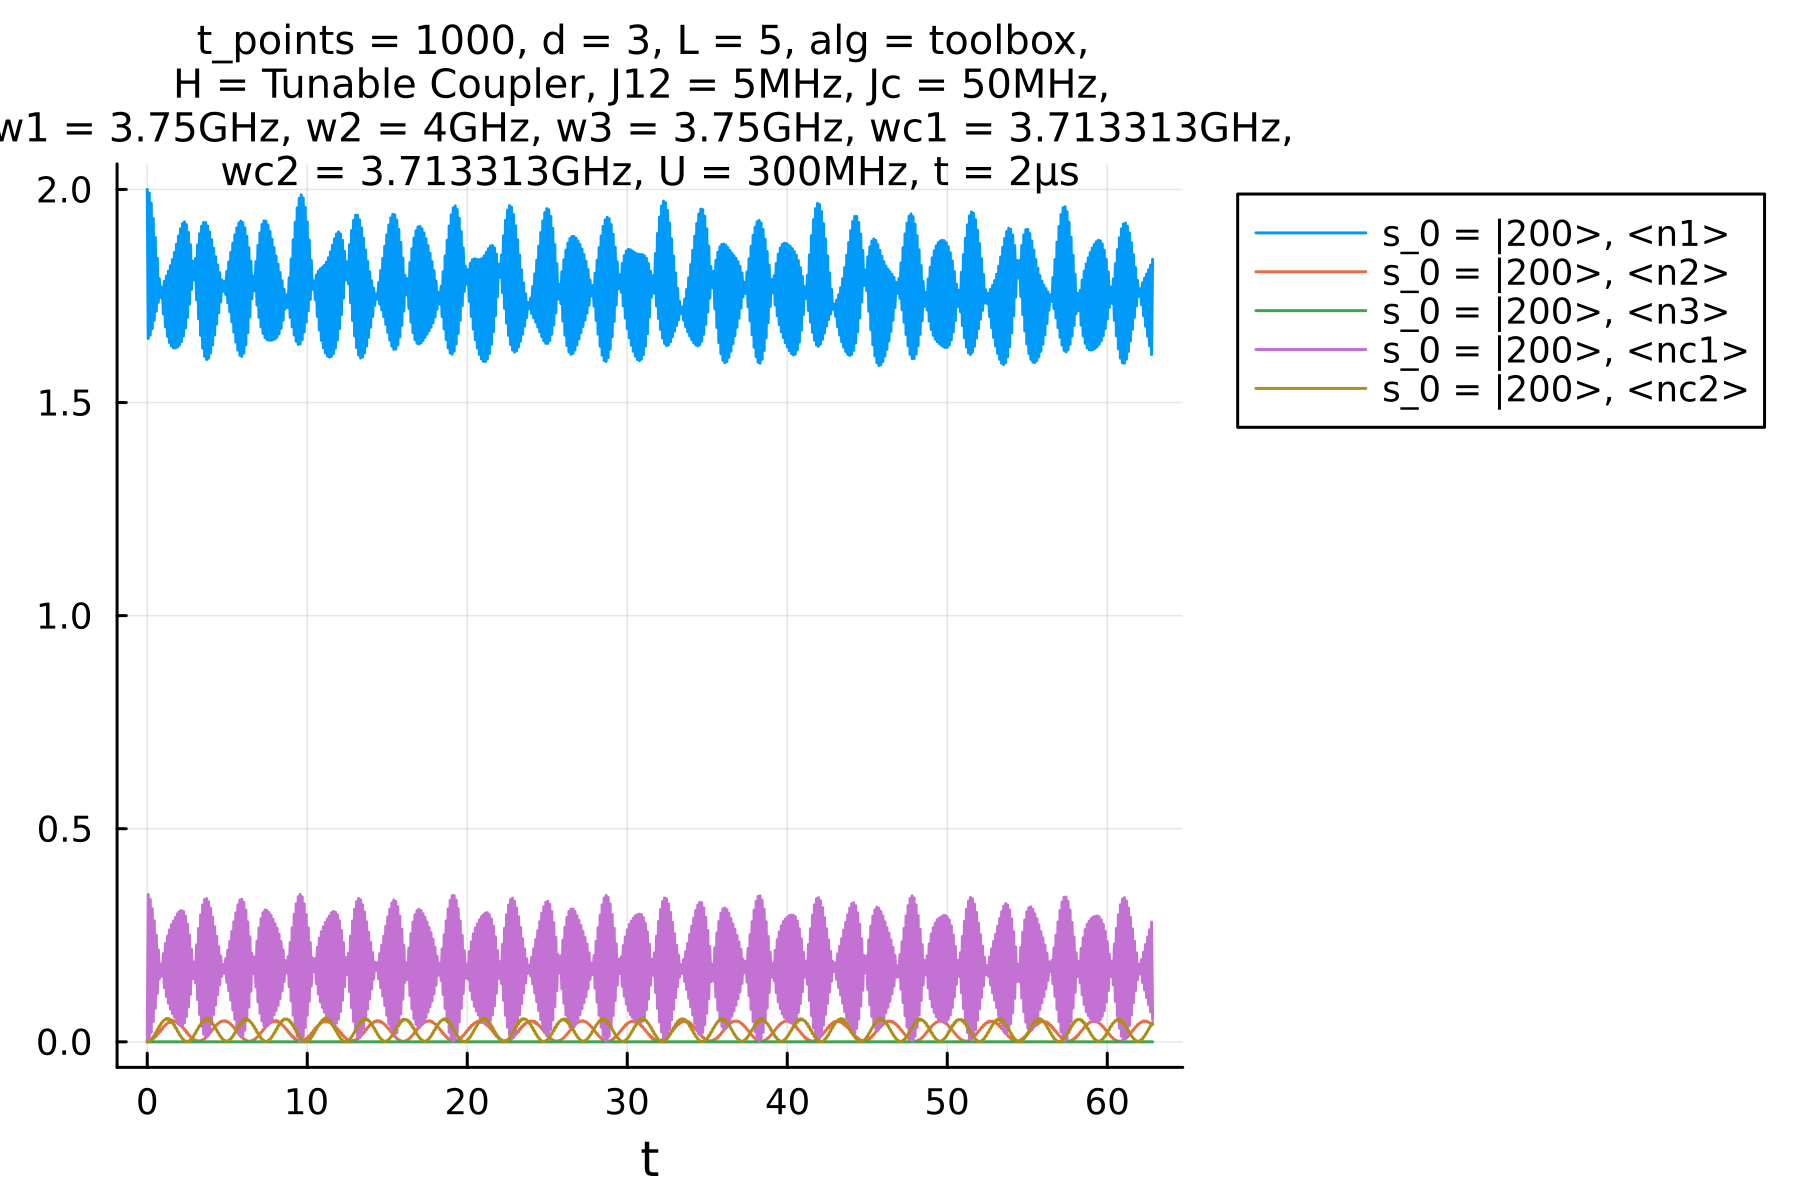 t_points = 1000, d = 3, L = 5, alg = toolbox,
H = Tunable Coupler, J12 = 5MHz, Jc = 50MHz,
w1 = 3.75GHz, w2 = 4GHz, w3 = 3.75GHz, wc1 = 3.713313GHz,
wc2 = 3.713313GHz, U = 300MHz, t = 2μs
2.0
1.5
1.0
0.5
0.0
0 10 20 30 40 50 60
t
s_0 = |200>, <n1>
s_0 = |200>, <n2>
s_0 = |200>, <n3>
s_0 = |200>, <nc1>
s_0 = |200>, <nc2>